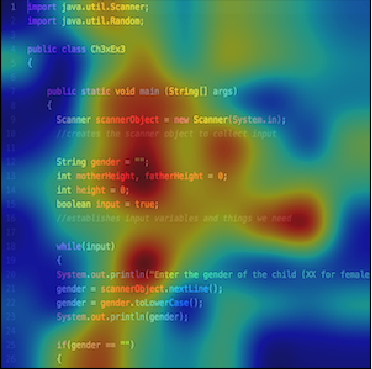 import java.util.Scanner;
import java.util.Random;
public class Ch3xEx3
{
public static void main (String[] args)
{
Scanner scannerObject = new Scanner(System.in);
//creates the scanner object to collect input
String gender = "";
int motherHeight, fatherHeight = 0;
int height = 0;
boolean input = true;
//established input variables and things we need
while(input)
{
System.out.println("Enter the gender of the child (XX for female
gender = scannerObject.nextLine();
gender = gender.toLowerCase();
System.out.println(gender);
if(gender == "")
{